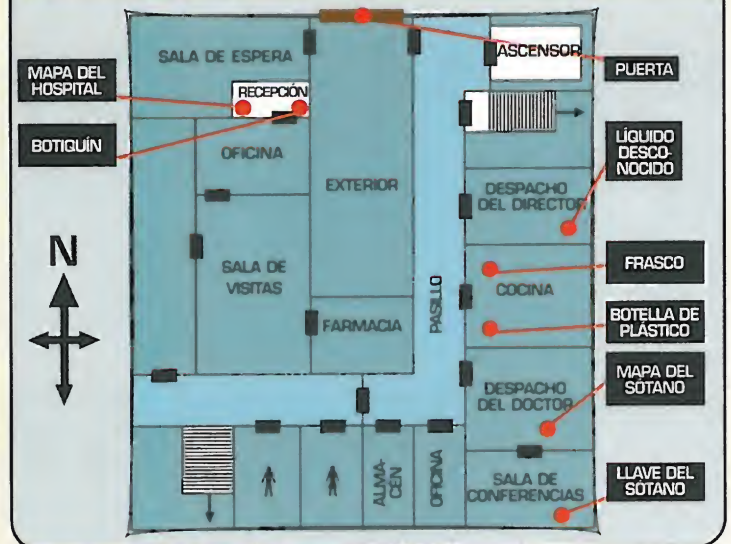 SALA DE ESPERA
ASCENSOR
MAPA DEL
HOSPITAL
RECEPCIÓN
PUERTA
BOTIQUÍN
OFICINA
LÍQUIDO
DESCO-
NOCIDO
EXTERIOR
DESPACHO
DEL DIRECTOR
N
SALA DE
VISITAS
FRASCO
COCINA
PASILLO
FARMACIA
BOTELLA DE
PLÁSTICO
MAPA DEL
SÓTANO
DESPACHO
DEL DOCTOR
ALMA-
CÉN
OFICINA
SALA DE
CONFERENCIAS
LLAVE DEL
SÓTANO